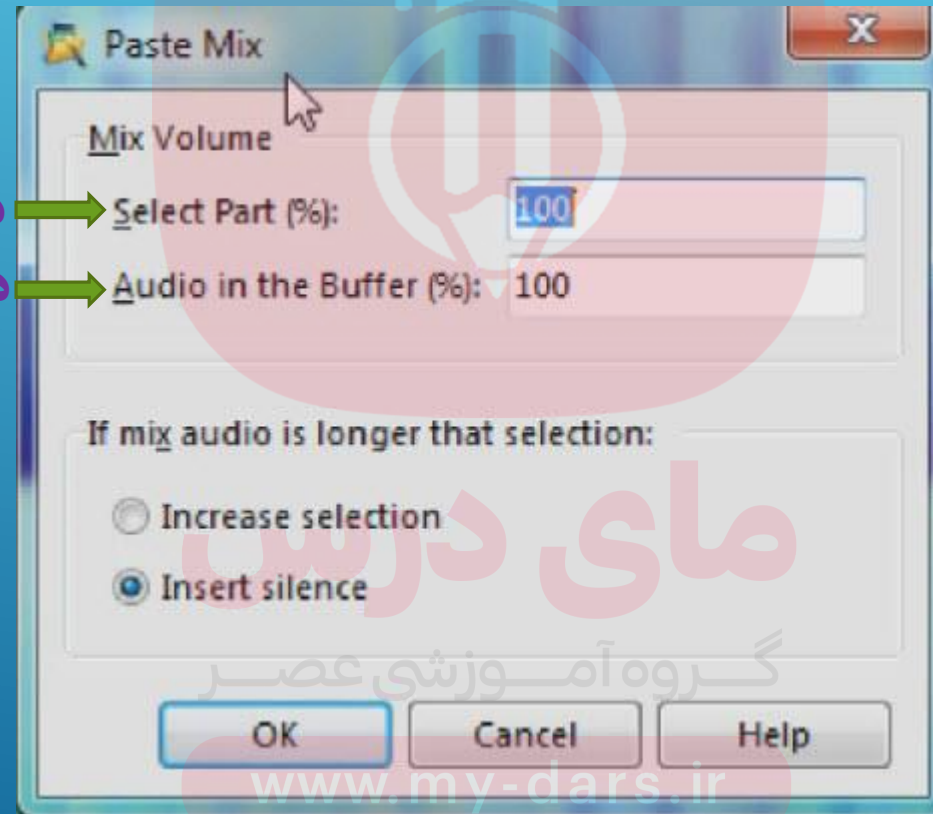 Paste Mix
Mix Volume
Select Part (%):
100
Audio in the Buffer (%):
100
If mix audio is longer that selection:
Increase selection
Insert silence
مای درس
گروه آموزشی عصر
OK
Cancel
Help
www.my-dars.ir